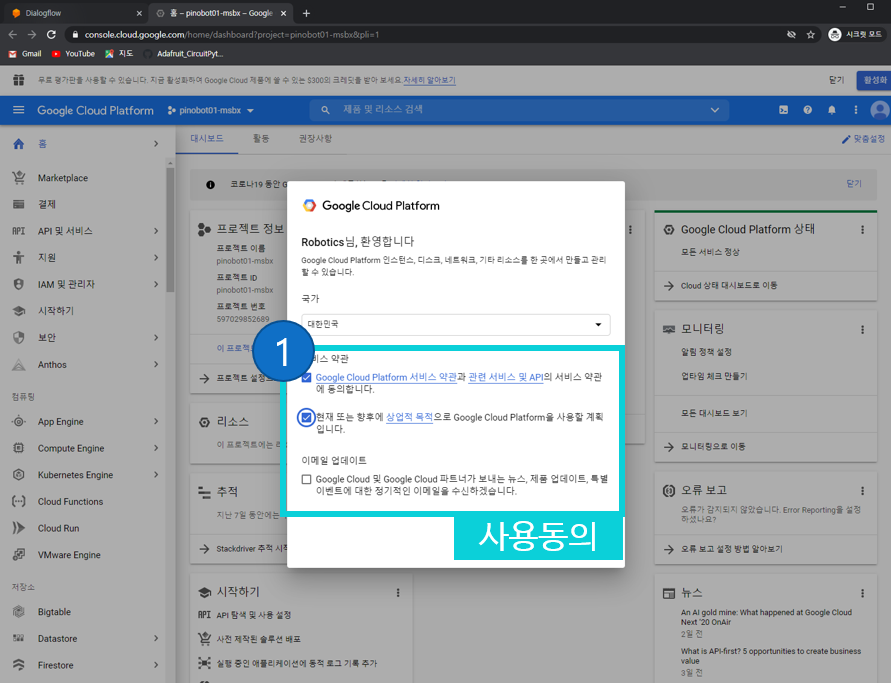 Dialogflow
홈 – pinobot01-msbx – Google
console.cloud.google.com/home/dashboard?project=pinobot01-msbx&pli=1
시크릿 모드
Gmail
YouTube
지도
Adafruit_CircuitPyt...
무료 평가판을 사용할 수 있습니다. 지금 활성화하여 Google Cloud 제품에 쓸 수 있는 $300의 크레딧을 받아 보세요. 자세히 알아보기
닫기
활성화
Google Cloud Platform
pinobot01-msbx
제품 및 리소스 검색
홈
Marketplace
결제
API 및 서비스
지원
IAM 및 관리자
시작하기
보안
Anthos
컴퓨팅
App Engine
Compute Engine
Kubernetes Engine
Cloud Functions
Cloud Run
VMware Engine
저장소
Bigtable
Datastore
Firestore
대시보드
활동
권장사항
맞춤설정
코로나19 동안 G
닫기
프로젝트 정보
프로젝트 이름
pinobot01-msbx
프로젝트 ID
pinobot01-msbx
프로젝트 번호
597029852689
이 프로젝트
프로젝트 설정으
리소스
이 프로젝트에는 리
추적
지난 7일 동안에는
Stackdriver 추적 시작
시작하기
API 탐색 및 사용 설정
사전 제작된 솔루션 배포
실행 중인 애플리케이션에 동적 로그 기록 추가
Google Cloud Platform
Robotics님, 환영합니다
Google Cloud Platform 인스턴스, 디스크, 네트워크, 기타 리소스를 한 곳에서 만들고 관리
할 수 있습니다.
국가
대한민국
1
비스 약관
Google Cloud Platform 서비스 약관과 관련 서비스 및 API의 서비스 약관
에 동의합니다.
현재 또는 향후에 상업적 목적으로 Google Cloud Platform을 사용할 계획
입니다.
이메일 업데이트
Google Cloud 및 Google Cloud 파트너가 보내는 뉴스, 제품 업데이트, 특별
이벤트에 대한 정기적인 이메일을 수신하겠습니다.
사용동의
Google Cloud Platform 상태
모든 서비스 정상
Cloud 상태 대시보드로 이동
모니터링
알림 정책 설정
업타임 체크 만들기
모든 대시보드 보기
모니터링으로 이동
오류 보고
오류가 감지되지 않았습니다. Error Reporting을 설정
하셨나요?
오류 보고 설정 방법 알아보기
뉴스
An AI gold mine: What happened at Google Cloud
Next '20 OnAir
2일 전
What is API-first? 5 opportunities to create business
value
3일 전